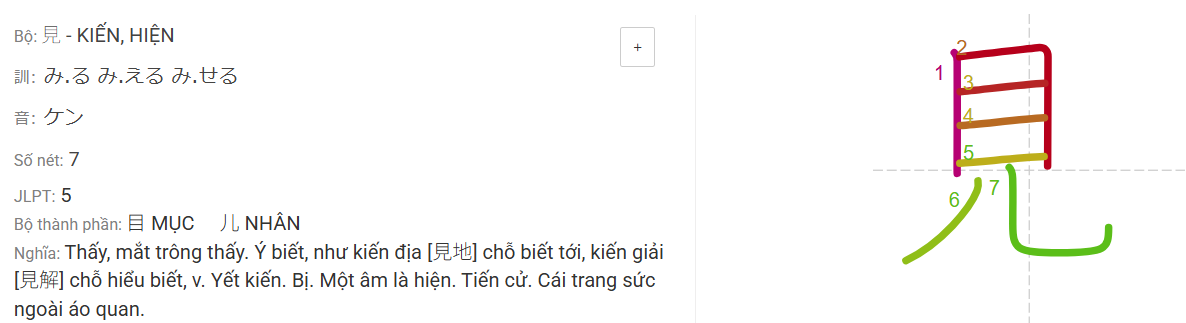 Bộ: 見 - KIẾN, HIỆN
+
訓: み.る み.える み.せる
音: ケン
Số nét: 7
JLPT: 5
Bộ thành phần: 目 MỤC 儿 NHÂN
Nghĩa: Thấy, mắt trông thấy. Ý biết, như kiến địa [見地] chỗ biết tới, kiến giải
[見解] chỗ hiểu biết, v. Yết kiến. Bị. Một âm là hiện. Tiến cử. Cái trang sức
ngoài áo quan.
見
1
2
3
4
5
6
7